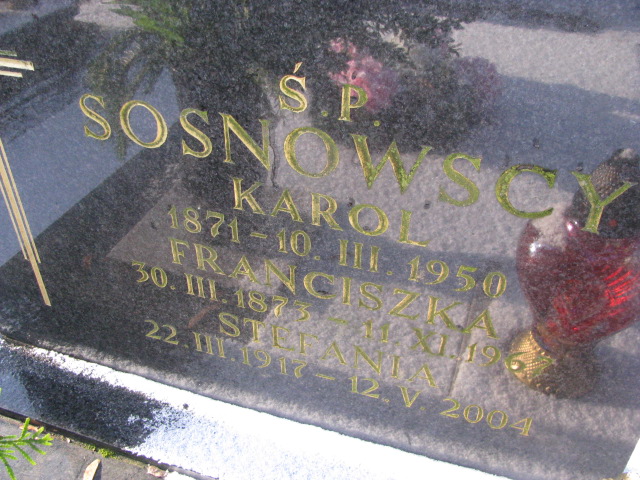 Ś.P.
SOSNOWSCY
KAROL
1871 - 10. III. 1950
FRANCISZKA
30. III. 1873 - 11. XI.
STEFANIA
22. III. 1917 - 12. V. 2004